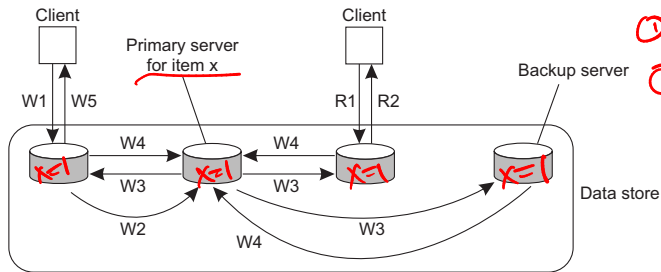 Client
Client
Primary server
for item x
Backup server
W1
W5
R1
R2
W4
W4
x=1
x=1
x=1
x=1
W3
W3
Data store
W2
W3
W4